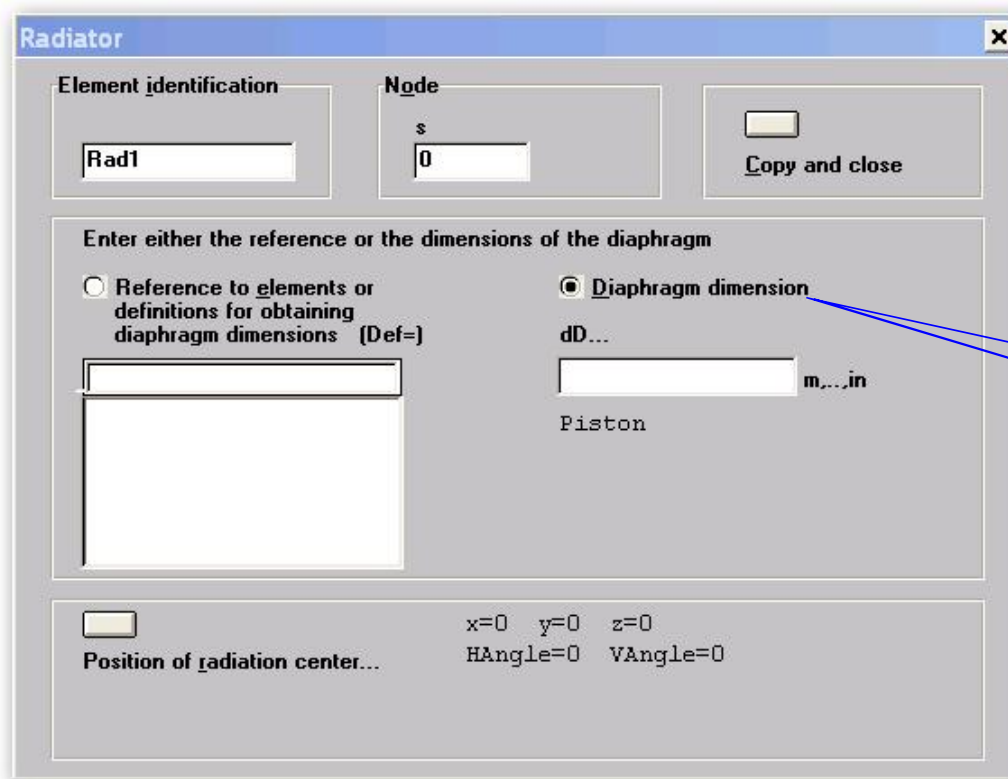 Radiator
Element identification
Rad1
Node
s
0
Copy and close
Enter either the reference or the dimensions of the diaphragm
Reference to elements or
definitions for obtaining
diaphragm dimensions (Def=)
Diaphragm dimension
dD...
m,..,in
Piston
Position of radiation center...
x=0 y=0 z=0
HAngle=0 VAngle=0